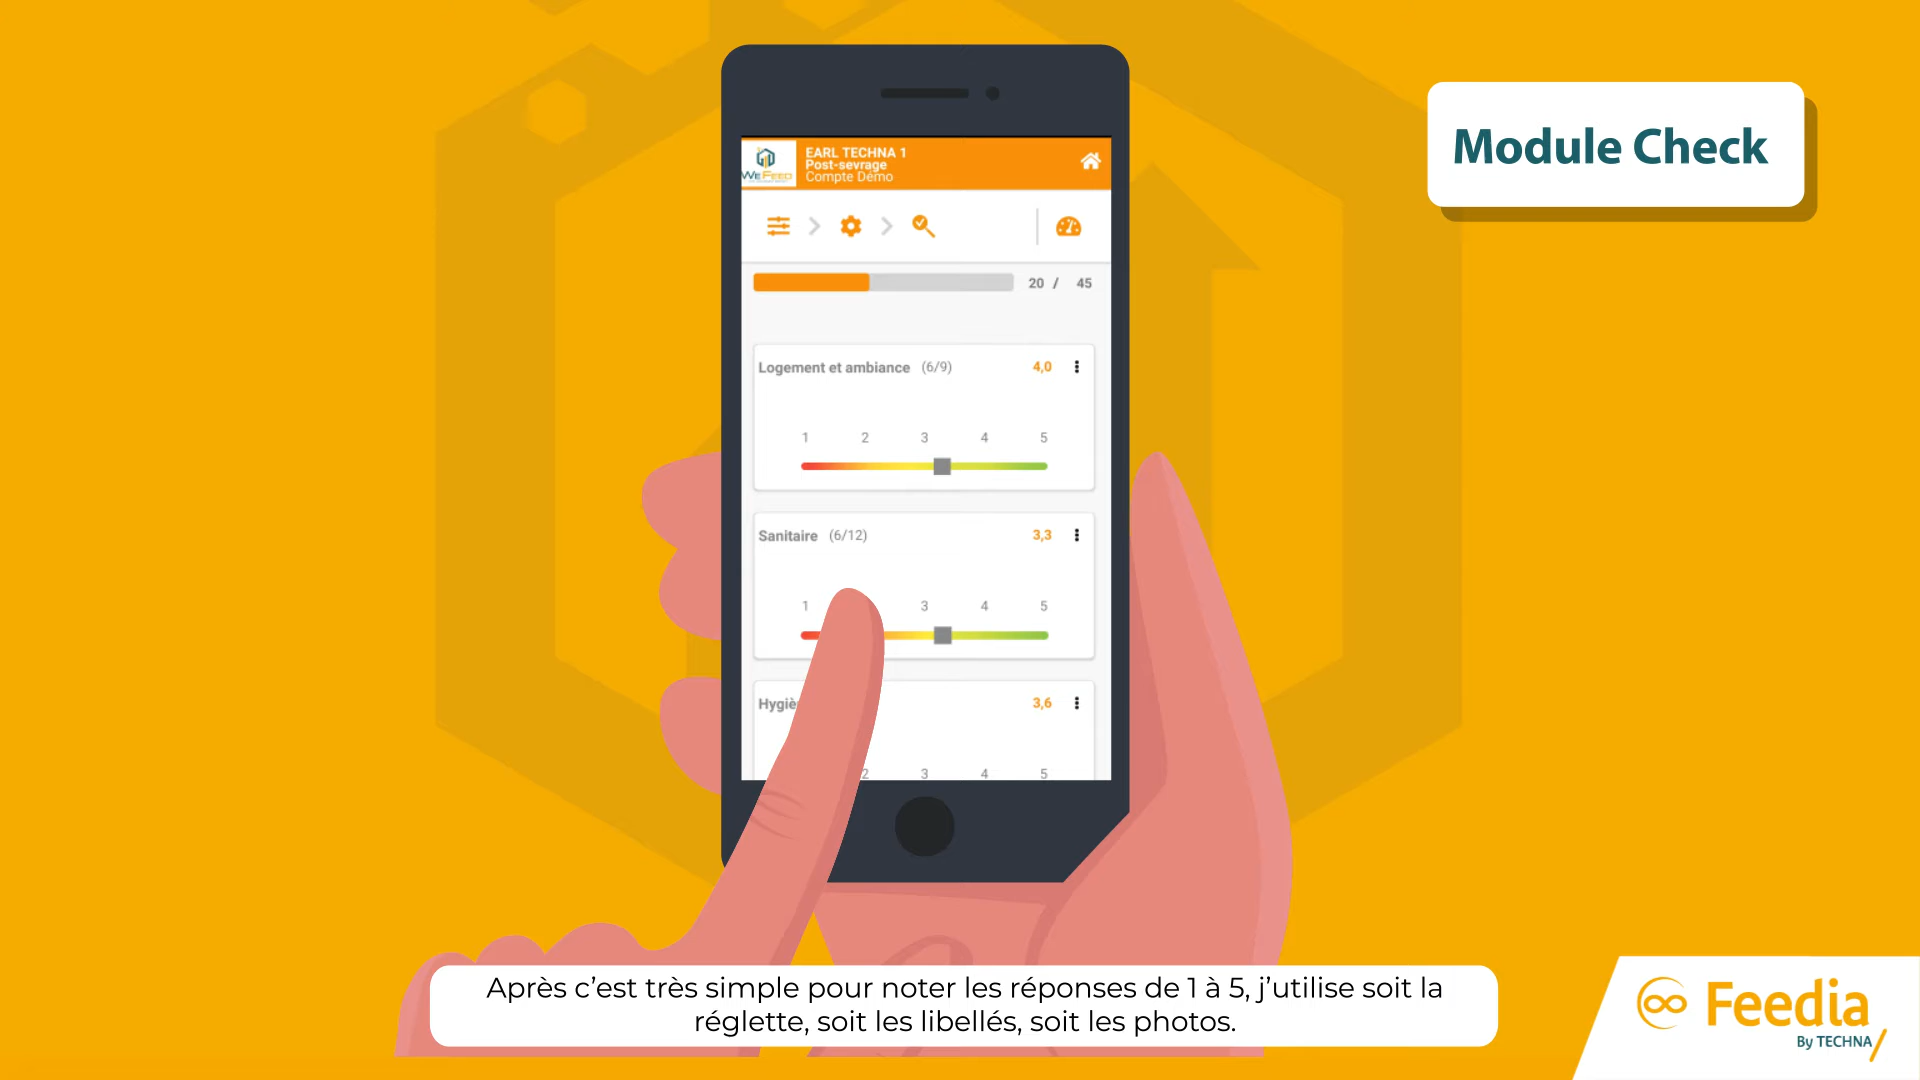 Module Check
WE FEED
EARL TECHNA 1
Post-sevrage
Compte Démo
20 / 45
Logement et ambiance (6/9) 4,0
1 2 3 4 5
Sanitaire (6/12) 3,3
1 3 4 5
Hygiè 3,6
2 3 4 5
Après c’est très simple pour noter les réponses de 1 à 5, j’utilise soit la
réglette, soit les libellés, soit les photos.
Feedia
By TECHNA